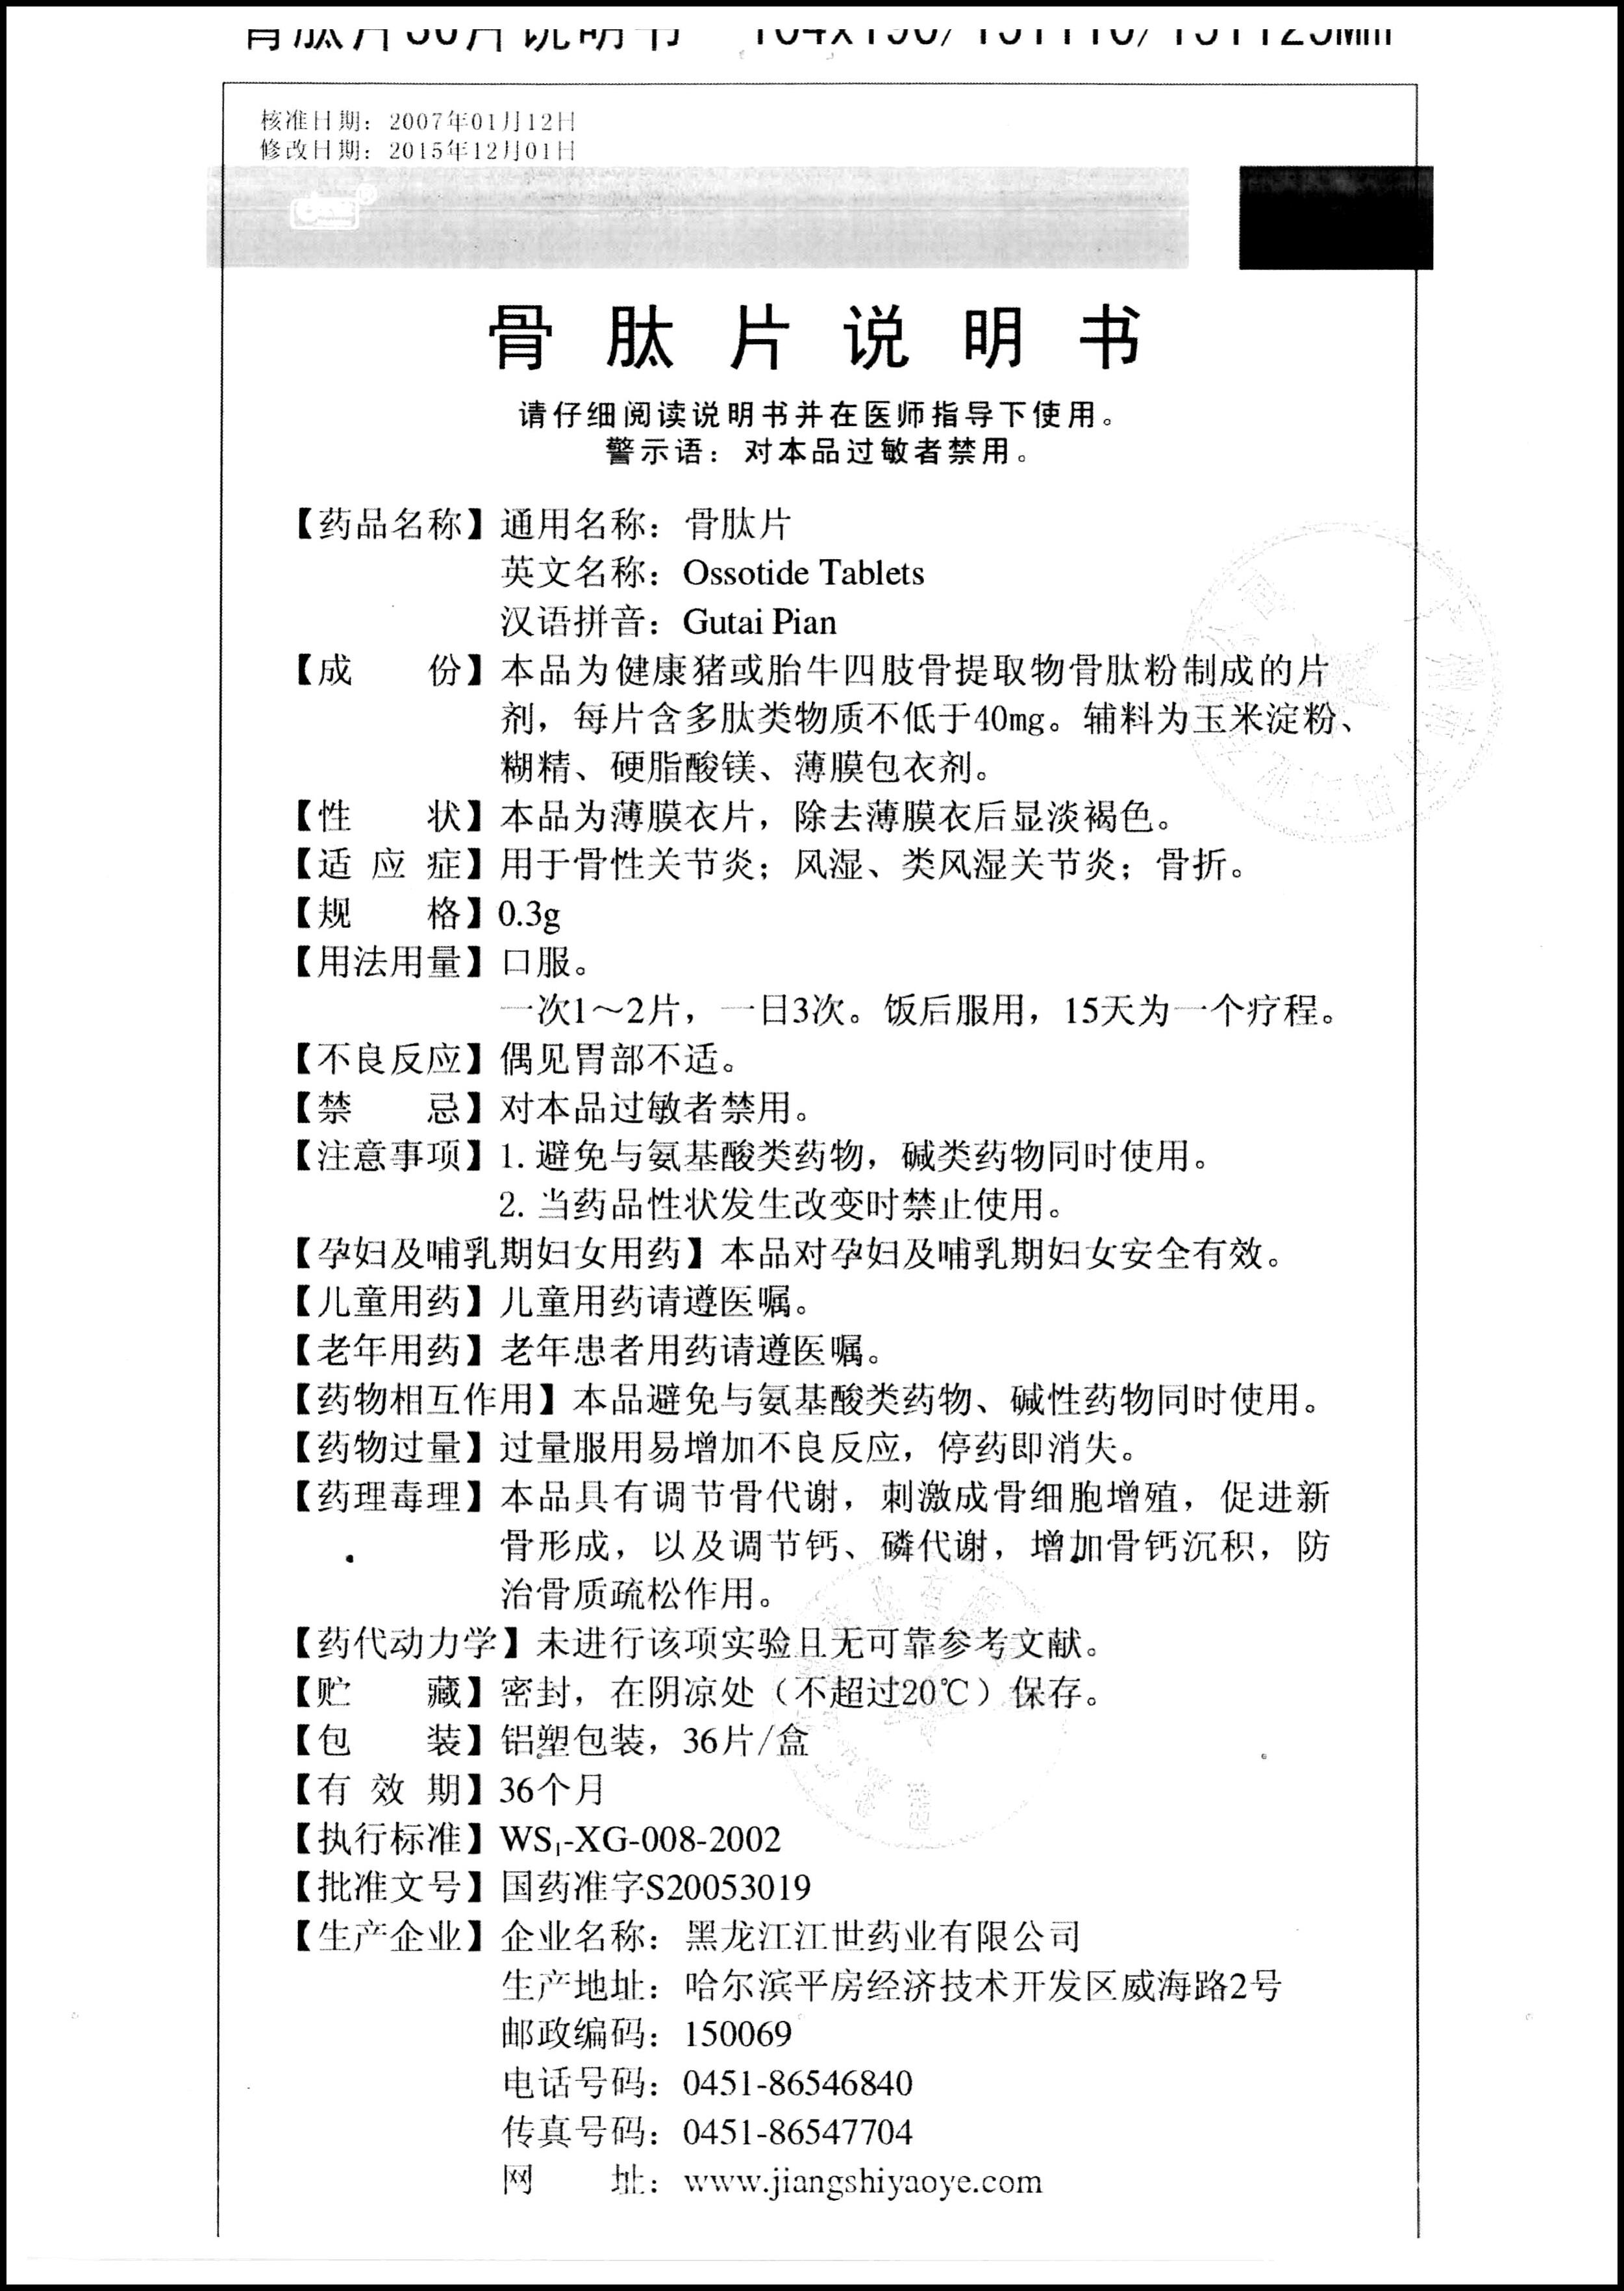 核准日期：2007年01月12日
修改日期：2015年12月01日
骨肽片说明书
请仔细阅读说明书并在医师指导下使用。
警示语：对本品过敏者禁用。
【药品名称】通用名称：骨肽片
英文名称：Ossotide Tablets
汉语拼音：Gutai Pian
【成　　份】本品为健康猪或胎牛四肢骨提取物骨肽粉制成的片
剂，每片含多肽类物质不低于40mg。辅料为玉米淀粉、
糊精、硬脂酸镁、薄膜包衣剂。
【性　　状】本品为薄膜衣片，除去薄膜衣后显淡褐色。
【适 应 症】用于骨性关节炎；风湿、类风湿关节炎；骨折。
【规　　格】0.3g
【用法用量】口服。
一次1～2片，一日3次。饭后服用，15天为一个疗程。
【不良反应】偶见胃部不适。
【禁　　忌】对本品过敏者禁用。
【注意事项】1. 避免与氨基酸类药物，碱类药物同时使用。
2. 当药品性状发生改变时禁止使用。
【孕妇及哺乳期妇女用药】本品对孕妇及哺乳期妇女安全有效。
【儿童用药】儿童用药请遵医嘱。
【老年用药】老年患者用药请遵医嘱。
【药物相互作用】本品避免与氨基酸类药物、碱性药物同时使用。
【药物过量】过量服用易增加不良反应，停药即消失。
【药理毒理】本品具有调节骨代谢，刺激成骨细胞增殖，促进新
骨形成，以及调节钙、磷代谢，增加骨钙沉积，防
治骨质疏松作用。
【药代动力学】未进行该项实验且无可靠参考文献。
【贮　　藏】密封，在阴凉处（不超过20℃）保存。
【包　　装】铝塑包装，36片/盒
【有 效 期】36个月
【执行标准】WS₁-XG-008-2002
【批准文号】国药准字S20053019
【生产企业】企业名称：黑龙江江世药业有限公司
生产地址：哈尔滨平房经济技术开发区威海路2号
邮政编码：150069
电话号码：0451-86546840
传真号码：0451-86547704
网　　址：www.jiangshiyaoye.com